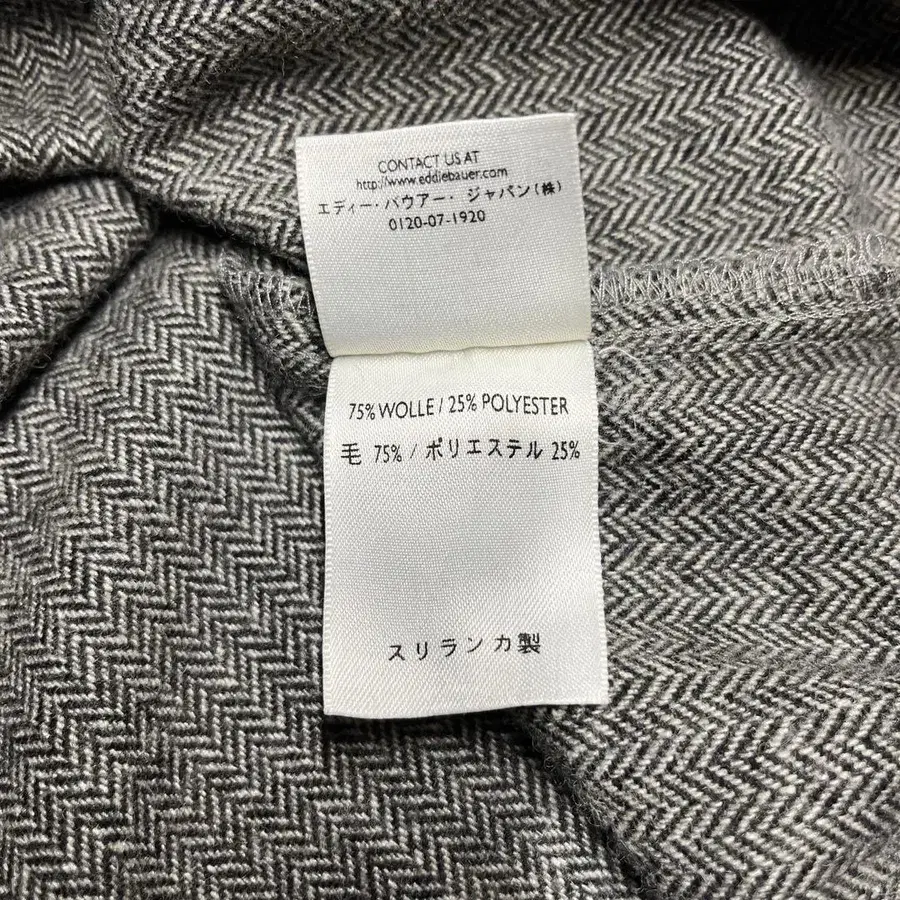 CONTACT US AT
http://www.eddiebauer.com
エディー・バウアー・ジャパン(株)
0120-07-1920
75% WOLLE / 25% POLYESTER
毛 75% / ポリエステル 25%
スリランカ製